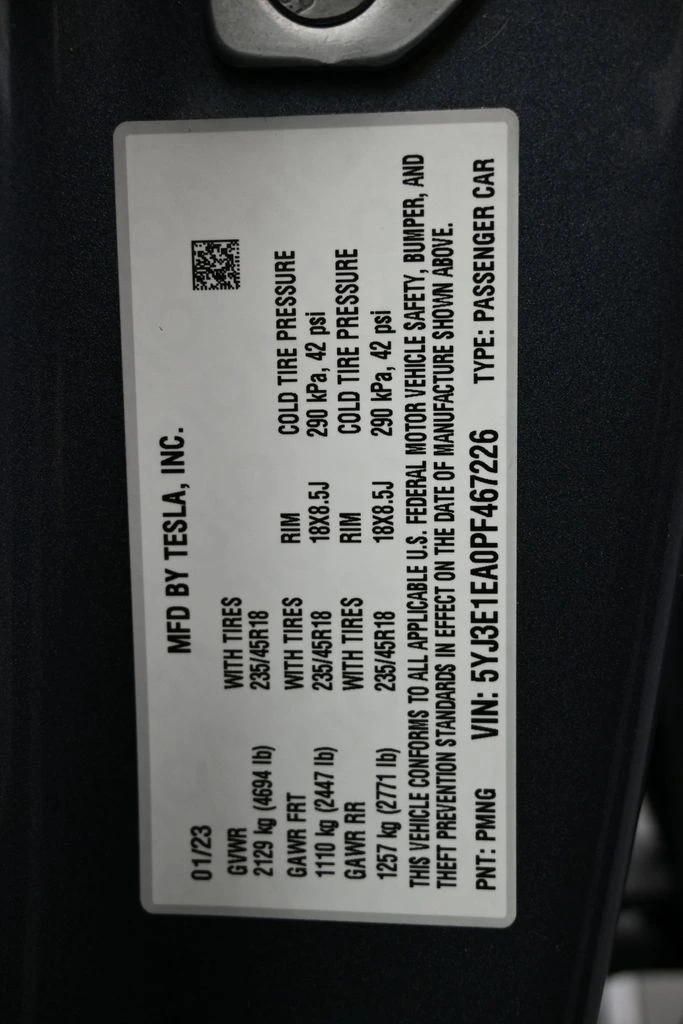 MFD BY TESLA, INC.
01/23
GVWR WITH TIRES
2129 kg (4694 lb) 235/45R18
GAWR FRT WITH TIRES RIM COLD TIRE PRESSURE
1110 kg (2447 lb) 235/45R18 18X8.5J 290 kPa, 42 psi
GAWR RR WITH TIRES RIM COLD TIRE PRESSURE
1257 kg (2771 lb) 235/45R18 18X8.5J 290 kPa, 42 psi
THIS VEHICLE CONFORMS TO ALL APPLICABLE U.S. FEDERAL MOTOR VEHICLE SAFETY, BUMPER, AND
THEFT PREVENTION STANDARDS IN EFFECT ON THE DATE OF MANUFACTURE SHOWN ABOVE.
PNT: PMNG VIN: 5YJ3E1EA0PF467226 TYPE: PASSENGER CAR